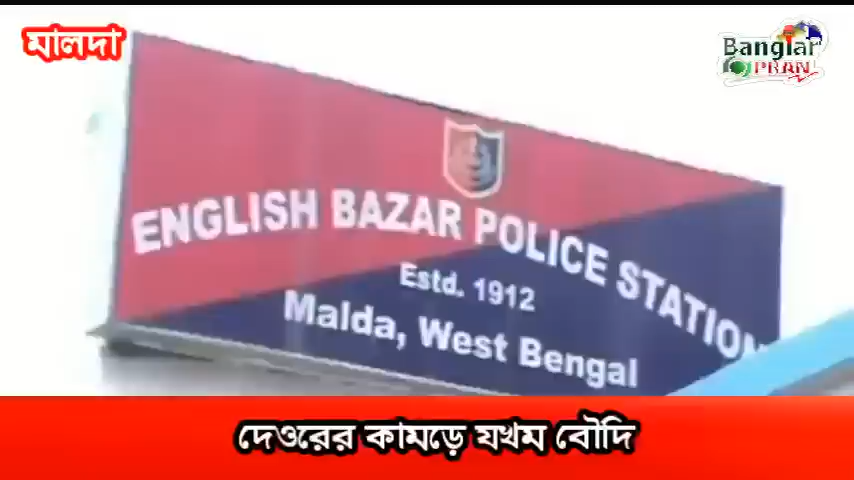 মালদা
Banglar
PRAN
ENGLISH BAZAR POLICE STATION
Estd. 1912
Malda, West Bengal
দেওরের কামড়ে যখম বৌদি